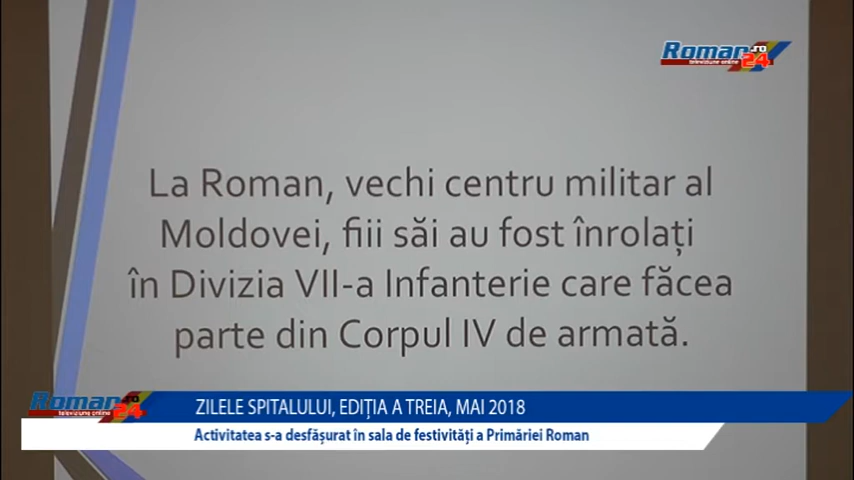 Roman.ro
televiziune online 24
La Roman, vechi centru militar al
Moldovei, fiii săi au fost înrolați
în Divizia VII-a Infanterie care făcea
parte din Corpul IV de armată.
Roman.ro
televiziune online 24
ZILELE SPITALULUI, EDIȚIA A TREIA, MAI 2018
Activitatea s-a desfășurat în sala de festivități a Primăriei Roman